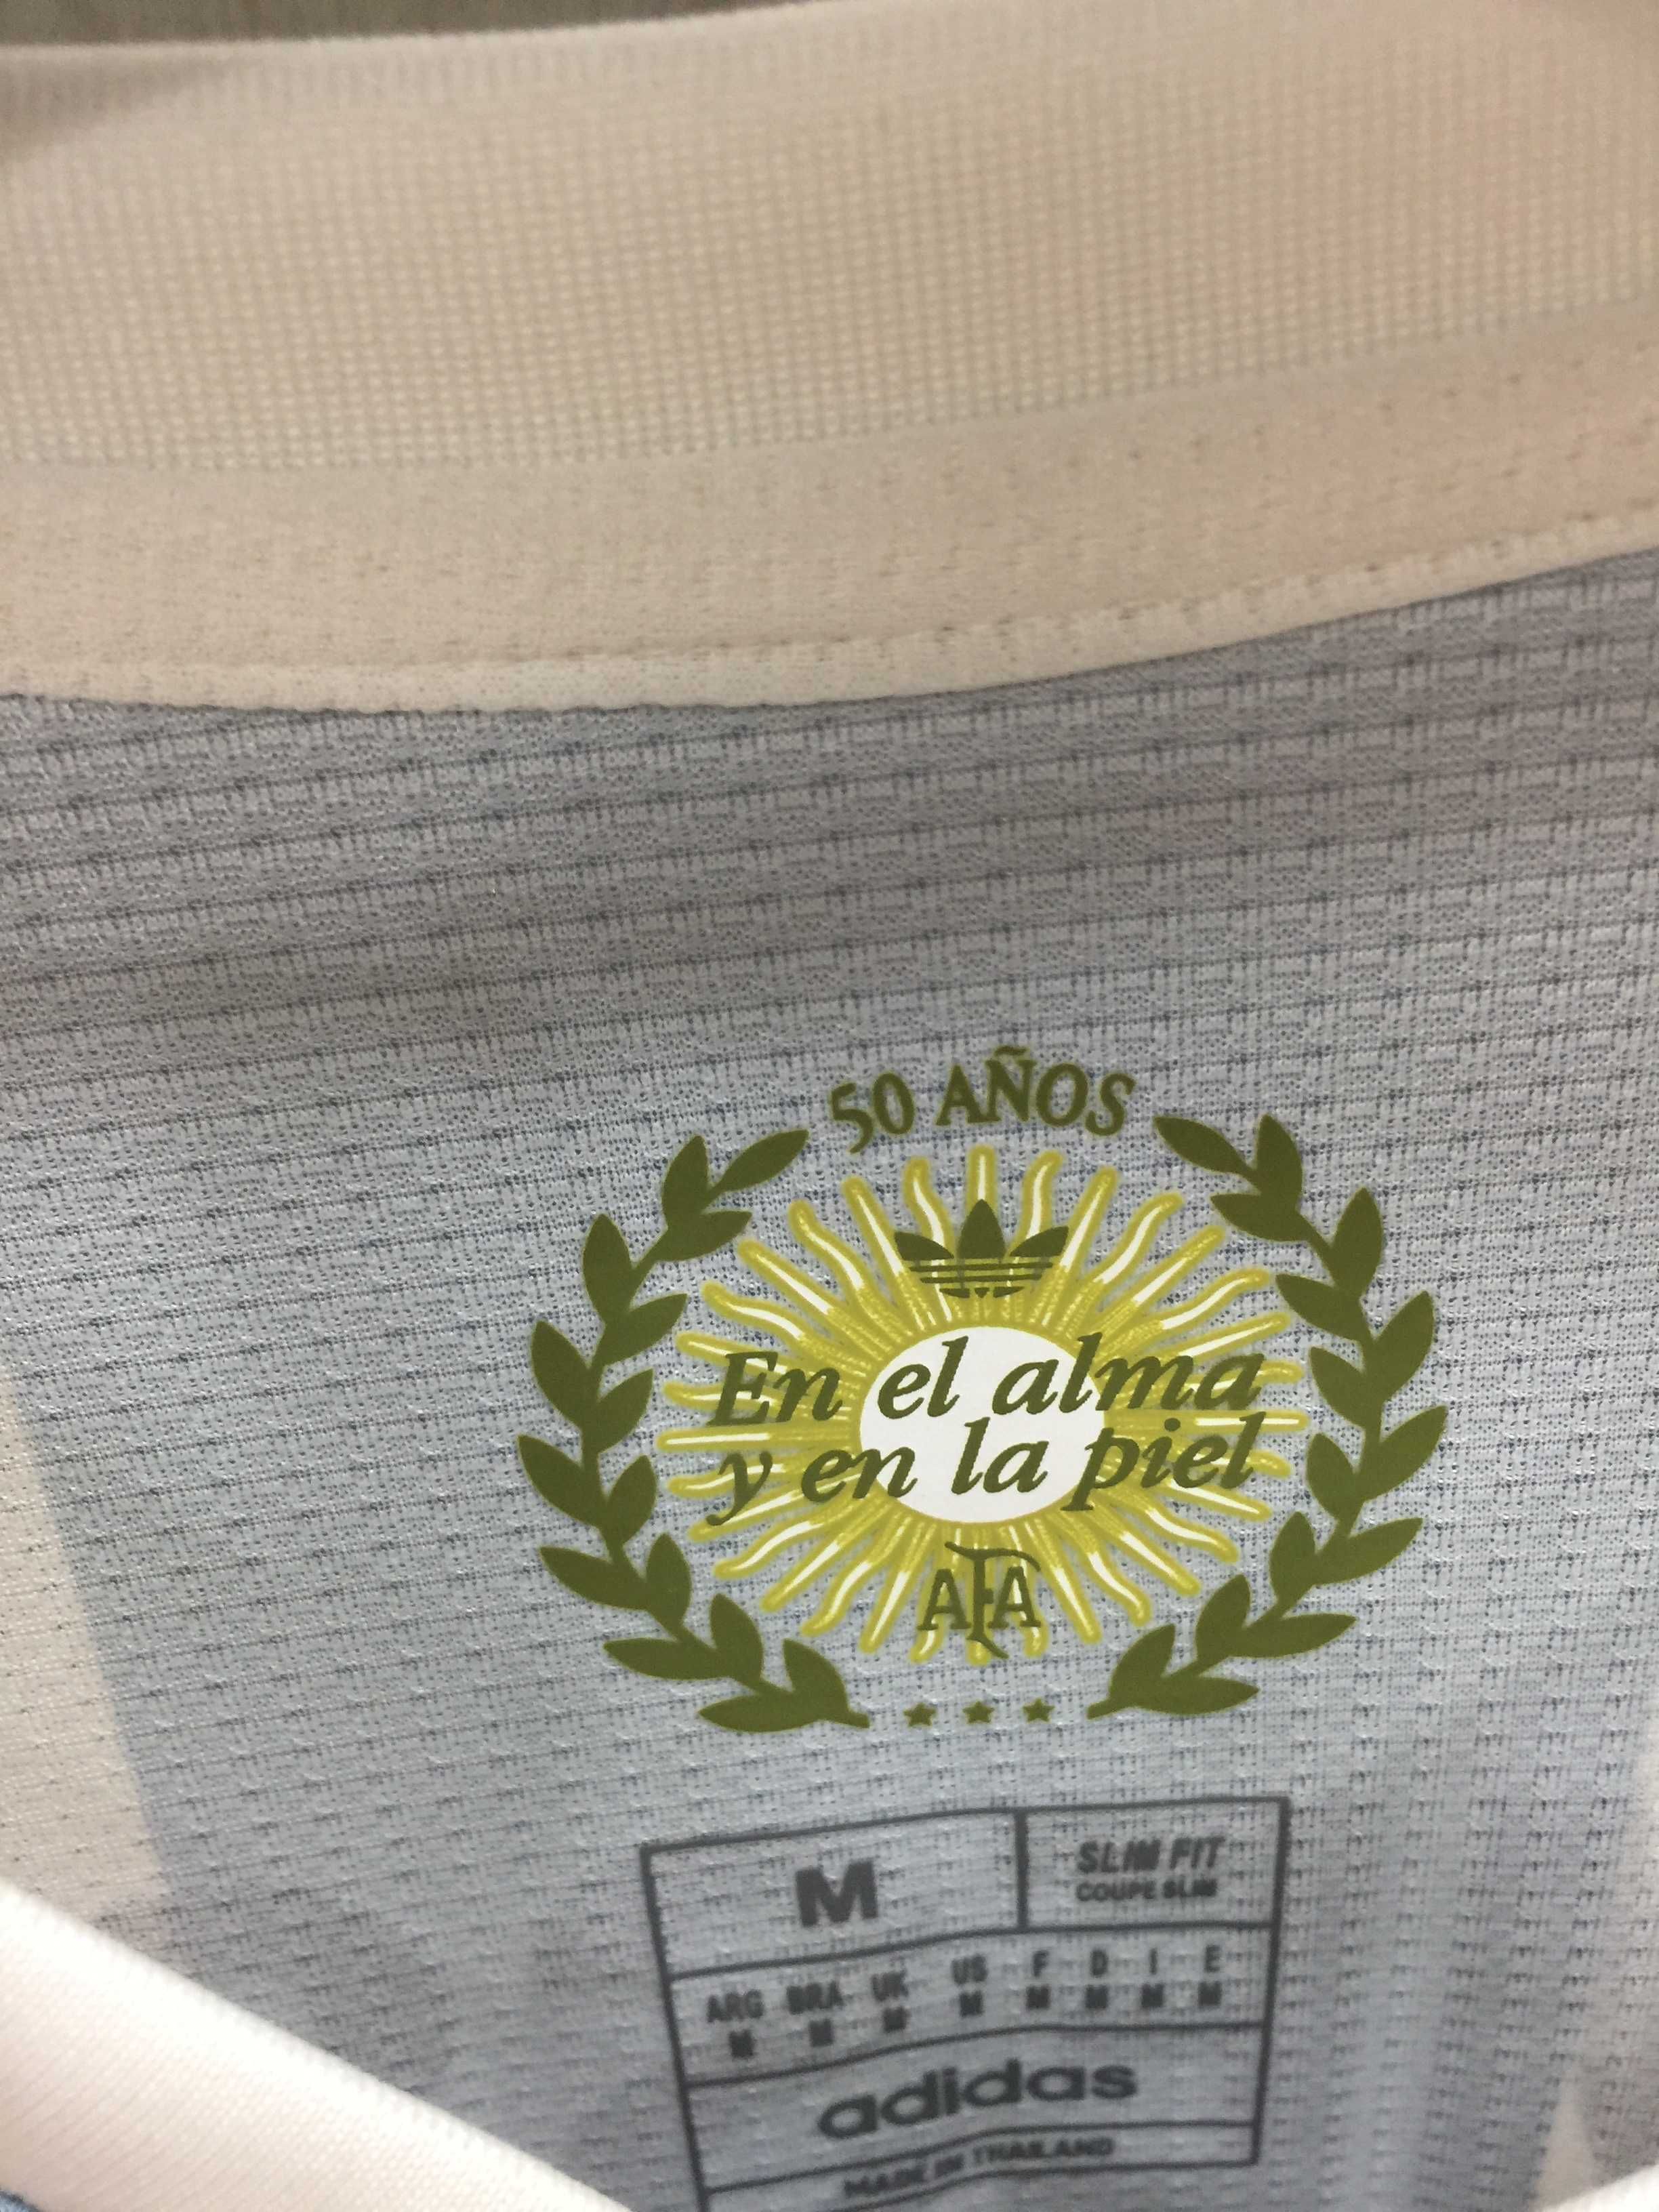 50 AÑOS
En el alma
y en la piel
AFA
M
SLIM FIT
COUPE SLIM
ARG BRA UK US F D I E
M M M M M M M M
adidas
MADE IN THAILAND